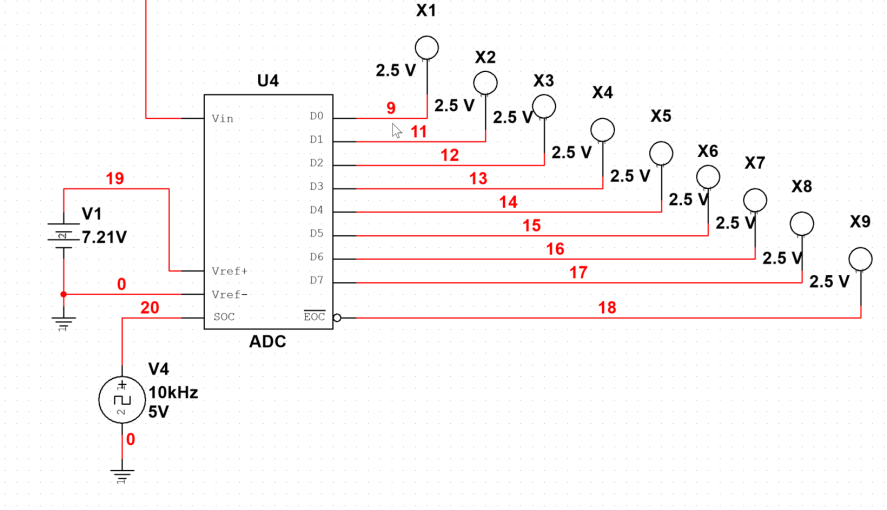 X1
2.5 V
X2
2.5 V
X3
2.5 V
X4
2.5 V
X5
2.5 V
X6
2.5 V
X7
2.5 V
X8
2.5 V
X9
2.5 V
U4
Vin
D0
9
D1
11
D2
12
D3
13
D4
14
D5
15
D6
16
D7
17
EOC
18
19
V1
7.21V
Vref+
0
Vref-
20
SOC
ADC
V4
10kHz
5V
0